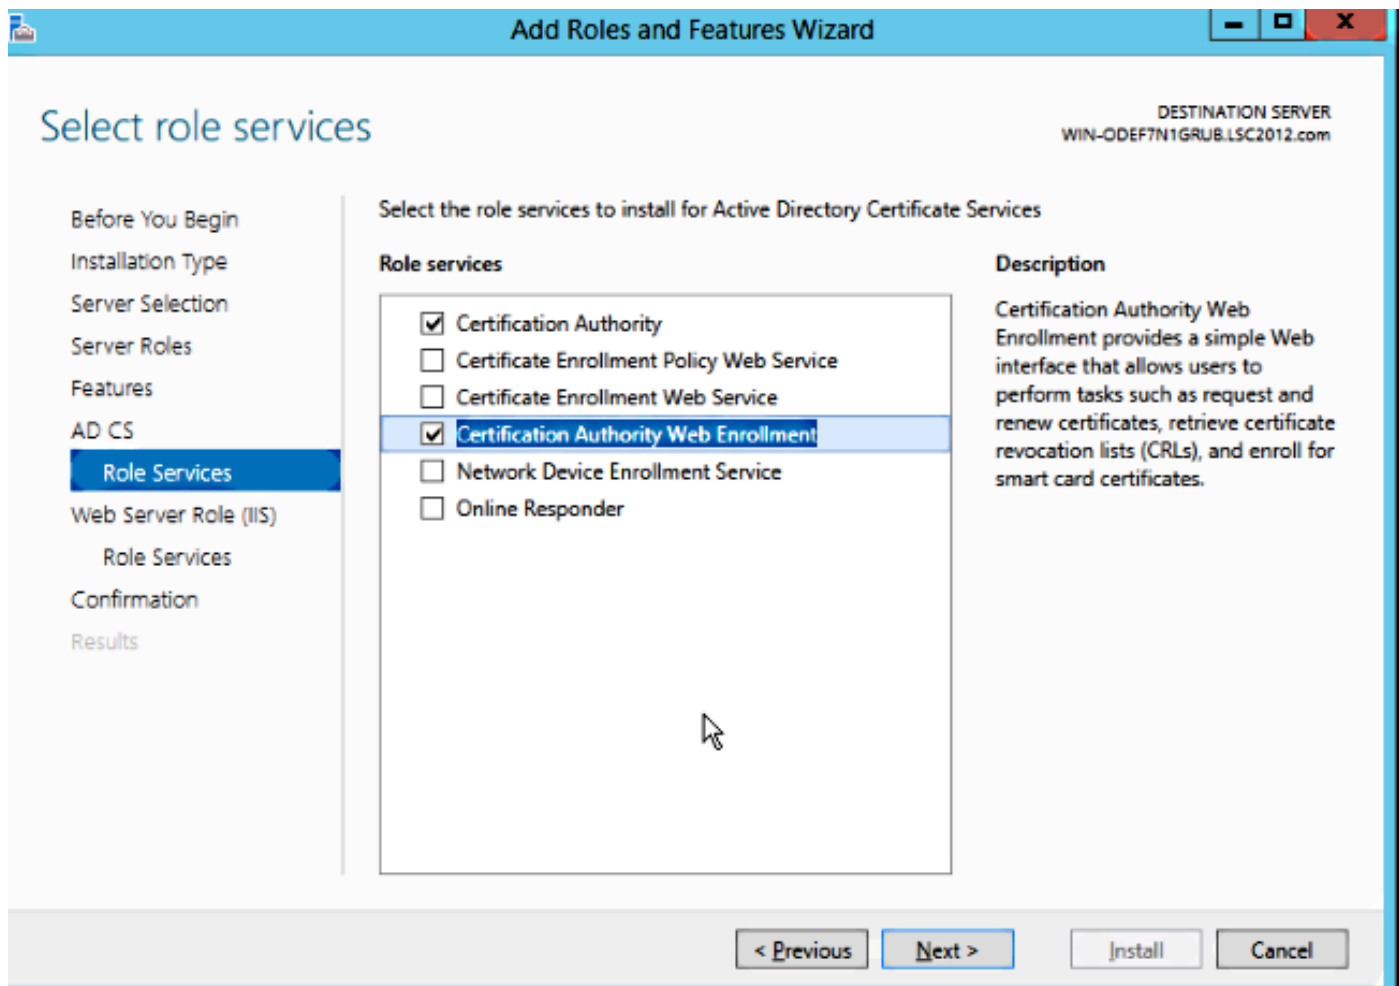 Add Roles and Features Wizard
Select role services
DESTINATION SERVER
WIN-ODEF7N1GRUB.LSC2012.com
Before You Begin
Installation Type
Server Selection
Server Roles
Features
AD CS
Role Services
Web Server Role (IIS)
Role Services
Confirmation
Results
Select the role services to install for Active Directory Certificate Services
Role services
Certification Authority
Certificate Enrollment Policy Web Service
Certificate Enrollment Web Service
Certification Authority Web Enrollment
Network Device Enrollment Service
Online Responder
Description
Certification Authority Web
Enrollment provides a simple Web
interface that allows users to
perform tasks such as request and
renew certificates, retrieve certificate
revocation lists (CRLs), and enroll for
smart card certificates.
< Previous
Next >
Install
Cancel